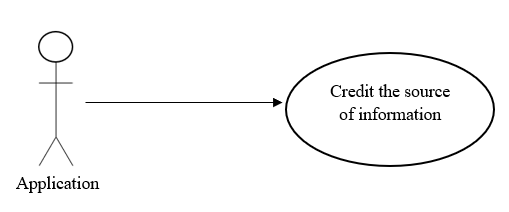 Credit the source
of information
Application